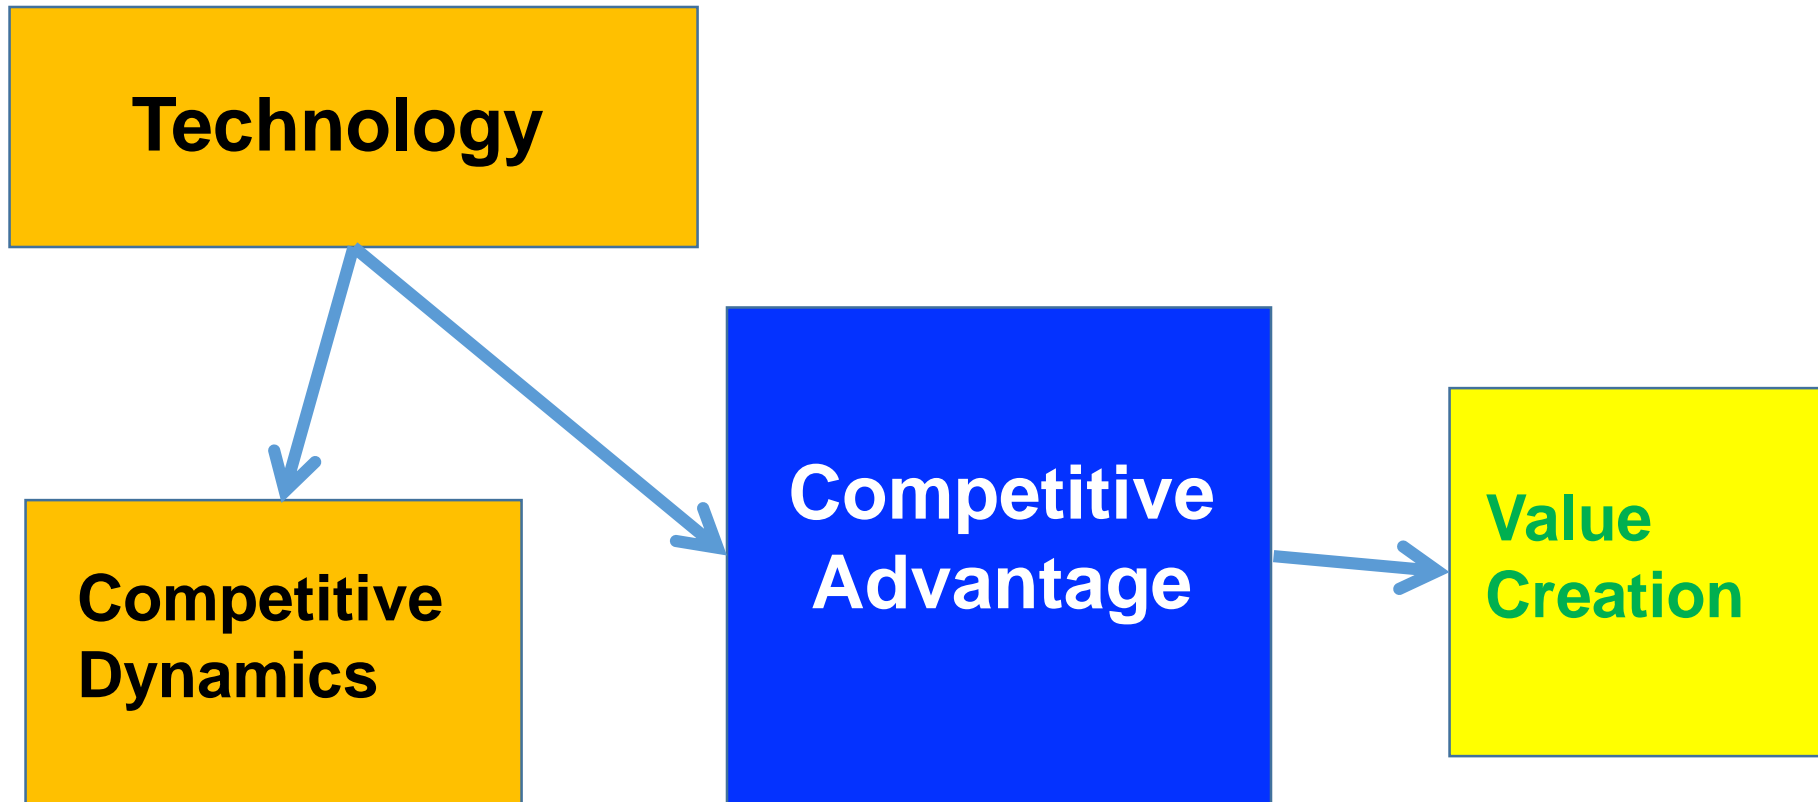 Technology
Competitive
Dynamics
Competitive
Advantage
Value
Creation